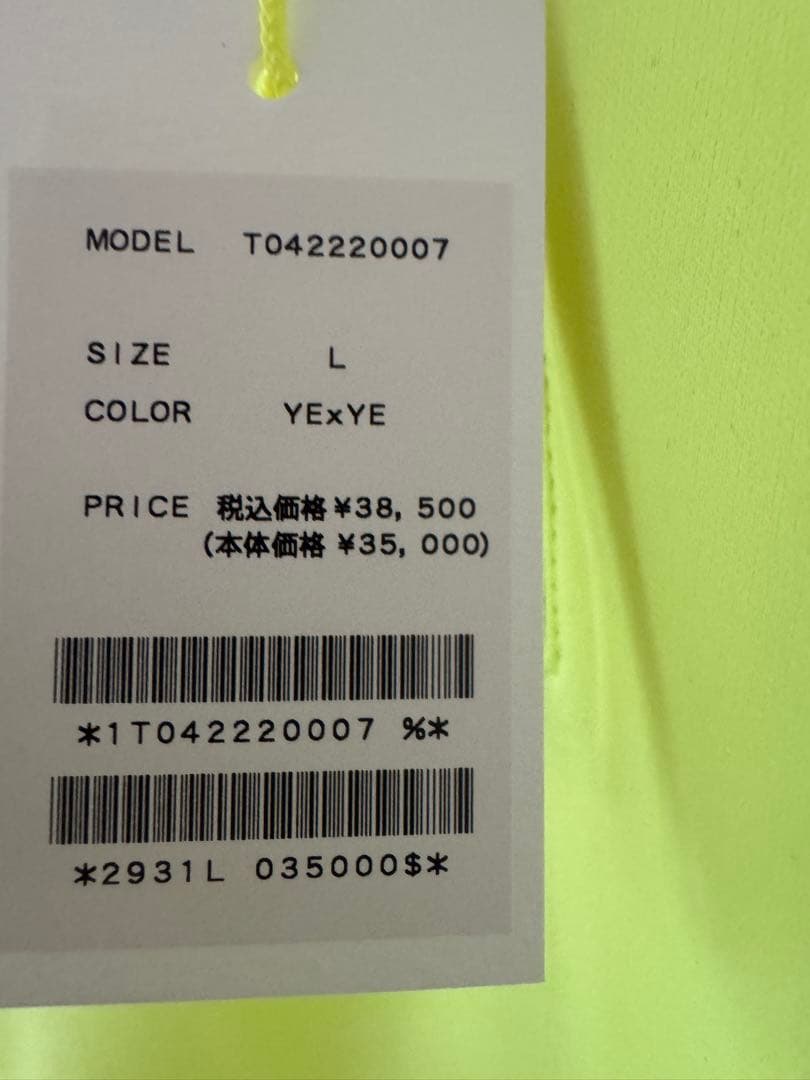 MODEL T042220007
SIZE L
COLOR YExYE
PRICE 税込価格 ¥38,500
(本体価格 ¥35,000)
*1T042220007 %*
*2931L 035000$*